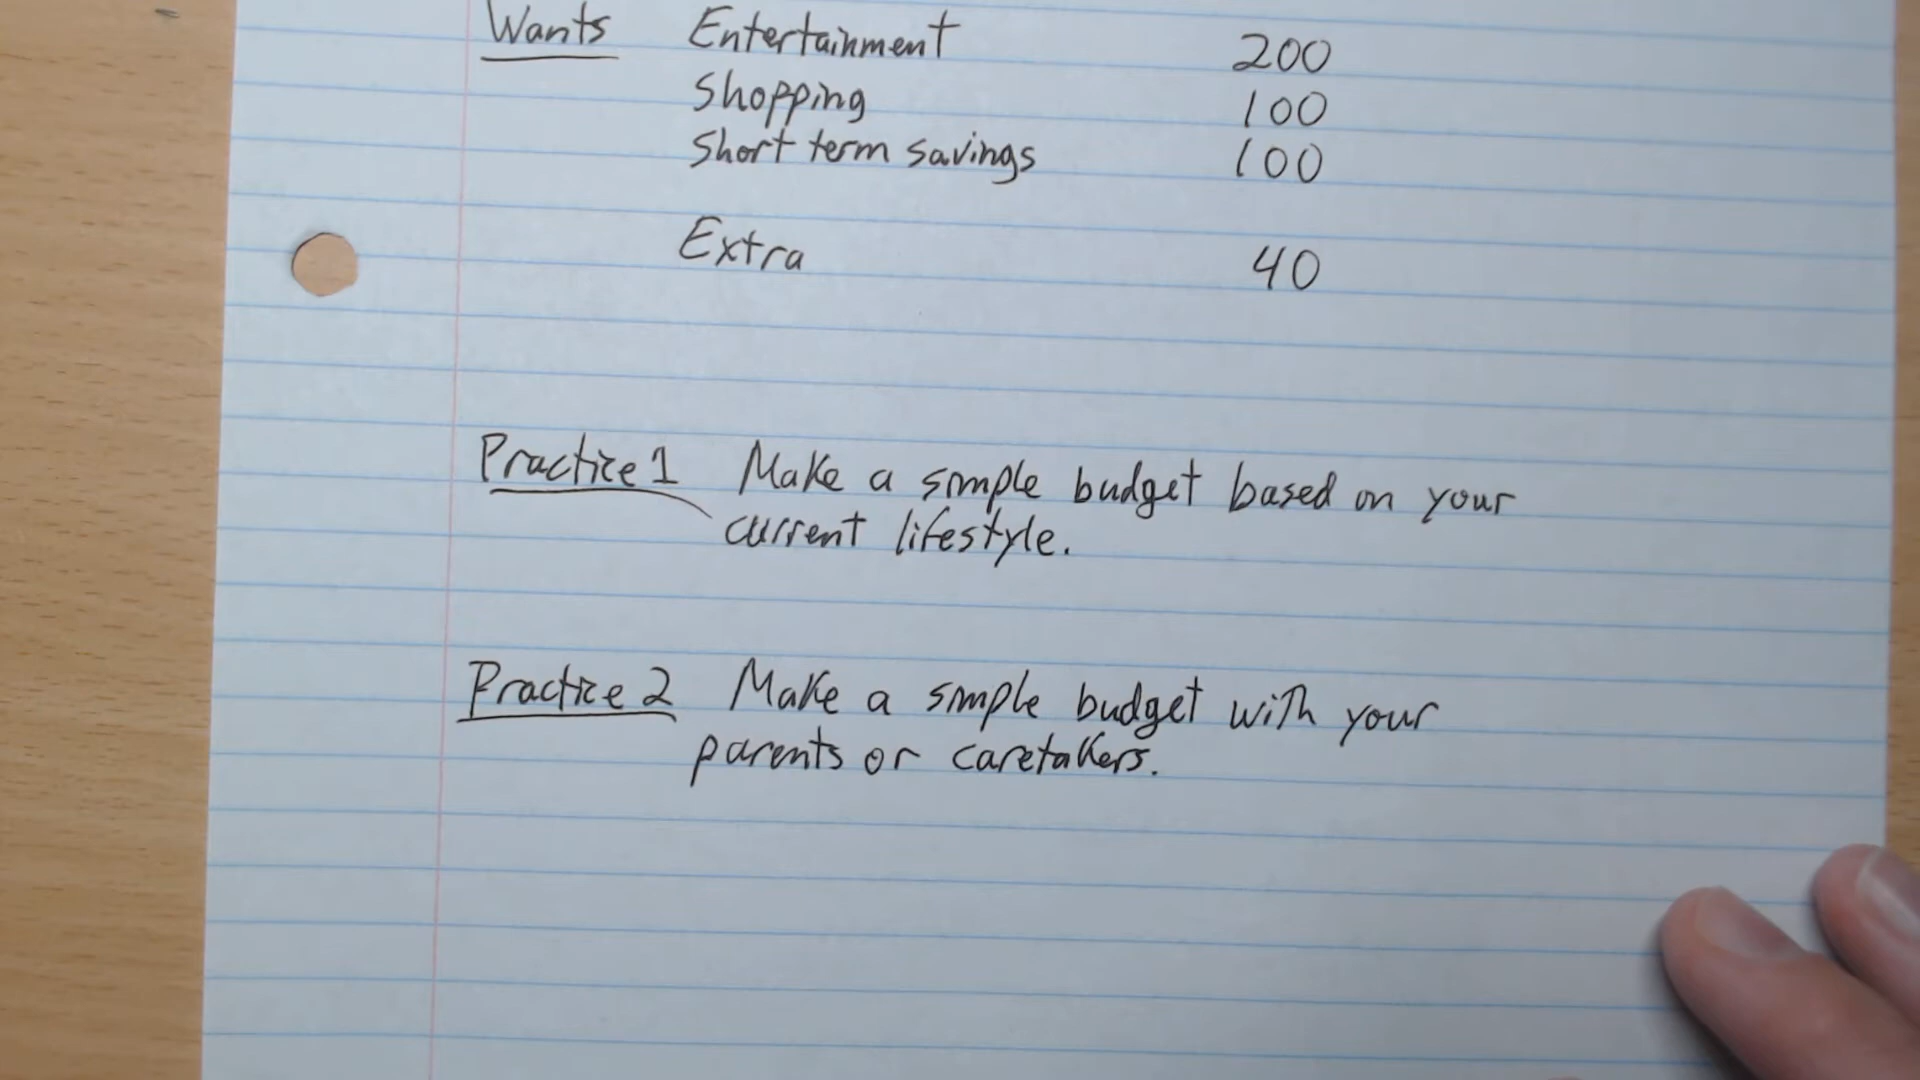 Wants Entertainment 200
Shopping 100
Short term savings 100
Extra 40
Practice 1 Make a simple budget based on your
current lifestyle.
Practice 2 Make a simple budget with your
parents or caretakers.